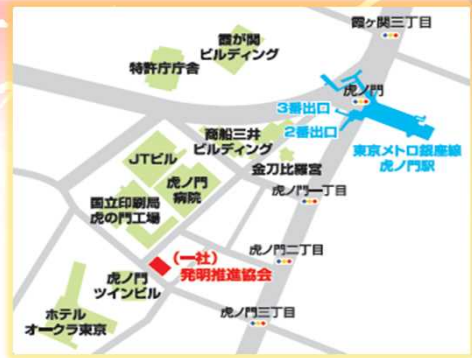 霞ヶ関三丁目
霞が関
ビルディング
特許庁庁舎
虎ノ門
3番出口
2番出口
商船三井
ビルディング
東京メトロ銀座線
虎ノ門駅
JTビル
虎ノ門
病院
金刀比羅宮
虎ノ門一丁目
国立印刷局
虎の門工場
虎ノ門二丁目
(一社)
発明推進協会
虎ノ門
ツインビル
虎ノ門三丁目
ホテル
オークラ東京